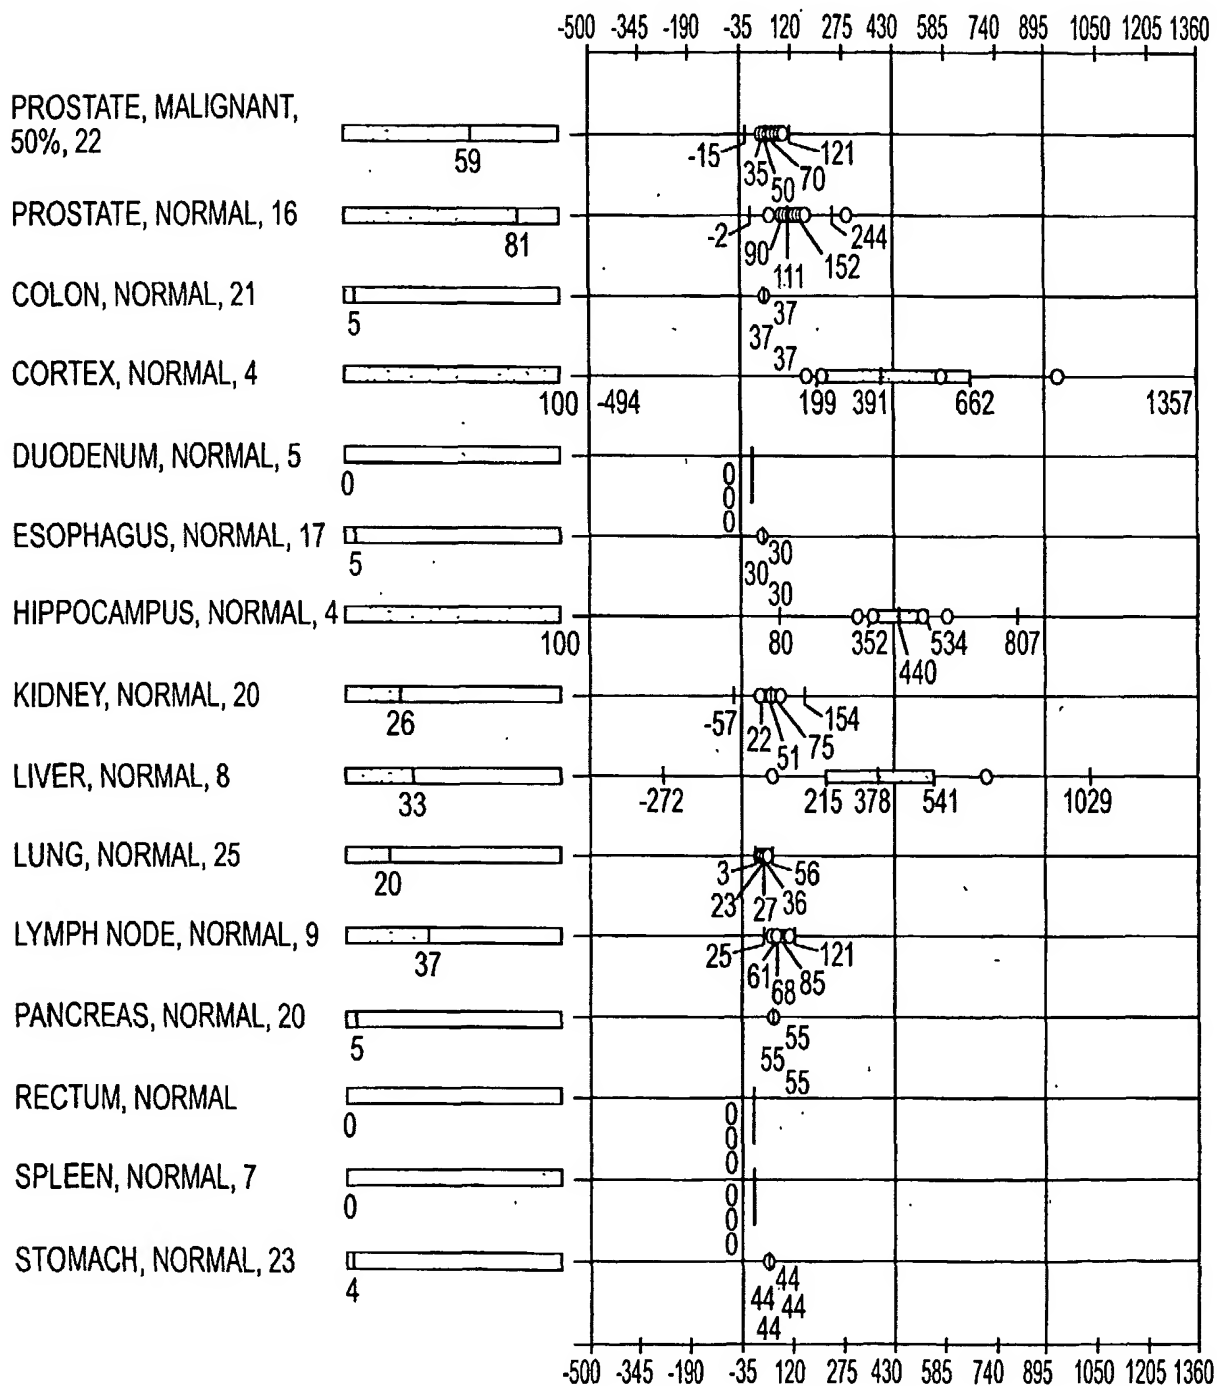 -500 -345 -190 -35 120 275 430 585 740 895 1050 1205 1360
PROSTATE, MALIGNANT,
50%, 22
59
-15 35 50 70 121
PROSTATE, NORMAL, 16
81
-2 90 111 152 244
COLON, NORMAL, 21
5
37
37
37
CORTEX, NORMAL, 4
100 -494 199 391 662 1357
DUODENUM, NORMAL, 5
0
0
0
0
ESOPHAGUS, NORMAL, 17
5
30
30
30
HIPPOCAMPUS, NORMAL, 4
100 80 352 440 534 807
KIDNEY, NORMAL, 20
26
-57 22 51 75 154
LIVER, NORMAL, 8
33 -272 215 378 541 1029
LUNG, NORMAL, 25
20
3 23 27 36 56
LYMPH NODE, NORMAL, 9
37
25 61 68 85 121
PANCREAS, NORMAL, 20
5
55
55
55
RECTUM, NORMAL
0
0
0
0
SPLEEN, NORMAL, 7
0
0
0
0
STOMACH, NORMAL, 23
4
44
44 44
44
-500 -345 -190 -35 120 275 430 585 740 895 1050 1205 1360